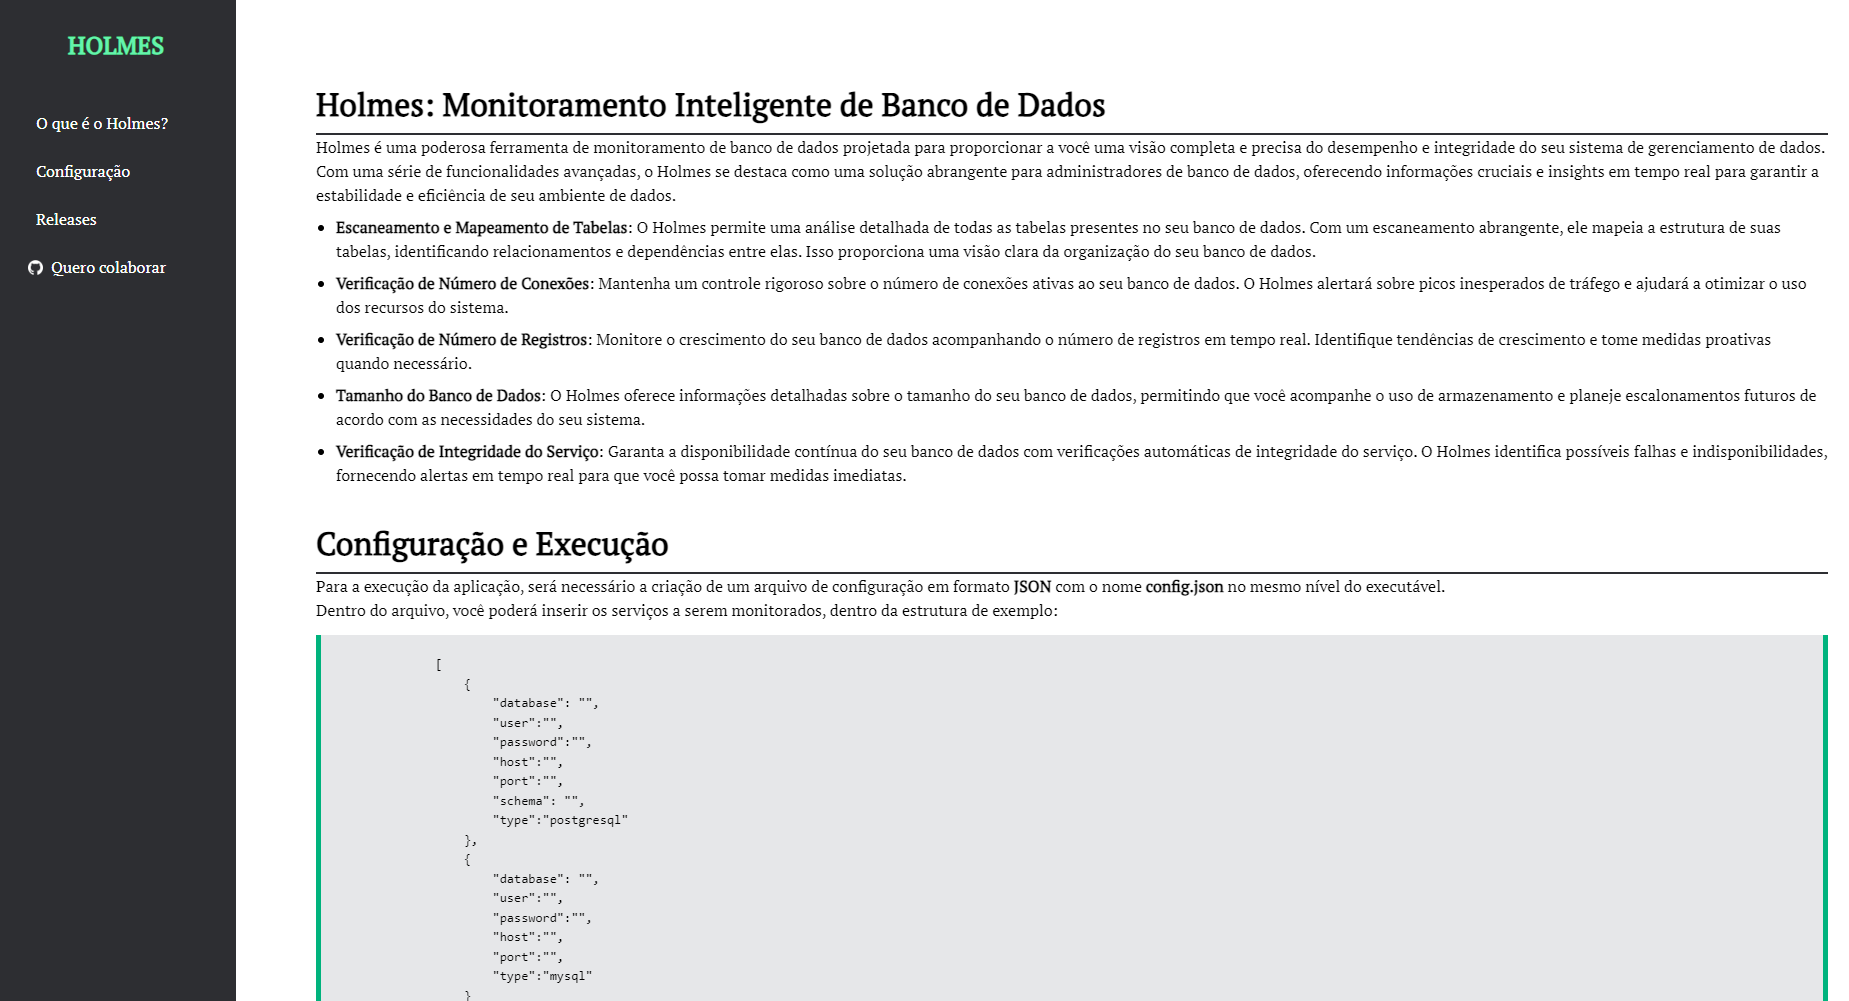 HOLMES
O que é o Holmes?
Configuração
Releases
Quero colaborar
Holmes: Monitoramento Inteligente de Banco de Dados
Holmes é uma poderosa ferramenta de monitoramento de banco de dados projetada para proporcionar a você uma visão completa e precisa do desempenho e integridade do seu sistema de gerenciamento de dados.
Com uma série de funcionalidades avançadas, o Holmes se destaca como uma solução abrangente para administradores de banco de dados, oferecendo informações cruciais e insights em tempo real para garantir a
estabilidade e eficiência de seu ambiente de dados.
• Escaneamento e Mapeamento de Tabelas: O Holmes permite uma análise detalhada de todas as tabelas presentes no seu banco de dados. Com um escaneamento abrangente, ele mapeia a estrutura de suas
tabelas, identificando relacionamentos e dependências entre elas. Isso proporciona uma visão clara da organização do seu banco de dados.
• Verificação de Número de Conexões: Mantenha um controle rigoroso sobre o número de conexões ativas ao seu banco de dados. O Holmes alertará sobre picos inesperados de tráfego e ajudará a otimizar o uso
dos recursos do sistema.
• Verificação de Número de Registros: Monitore o crescimento do seu banco de dados acompanhando o número de registros em tempo real. Identifique tendências de crescimento e tome medidas proativas
quando necessário.
• Tamanho do Banco de Dados: O Holmes oferece informações detalhadas sobre o tamanho do seu banco de dados, permitindo que você acompanhe o uso de armazenamento e planeje escalonamentos futuros de
acordo com as necessidades do seu sistema.
• Verificação de Integridade do Serviço: Garanta a disponibilidade contínua do seu banco de dados com verificações automáticas de integridade do serviço. O Holmes identifica possíveis falhas e indisponibilidades,
fornecendo alertas em tempo real para que você possa tomar medidas imediatas.
Configuração e Execução
Para a execução da aplicação, será necessário a criação de um arquivo de configuração em formato JSON com o nome config.json no mesmo nível do executável.
Dentro do arquivo, você poderá inserir os serviços a serem monitorados, dentro da estrutura de exemplo:
[
{
"database": "",
"user":"",
"password":"",
"host":"",
"port":"",
"schema": "",
"type":"postgresql"
},
{
"database": "",
"user":"",
"password":"",
"host":"",
"port":"",
"type":"mysql"
}